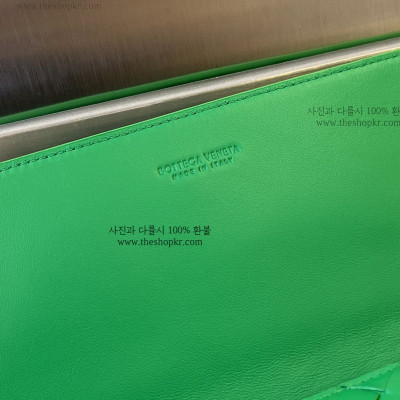 www.theshopkr.com
사진과 다를시 100% 환불
www.theshopkr.com
BOTTEGA VENETA
MADE IN ITALY
사진과 다를시 100% 환불
www.theshopkr.com